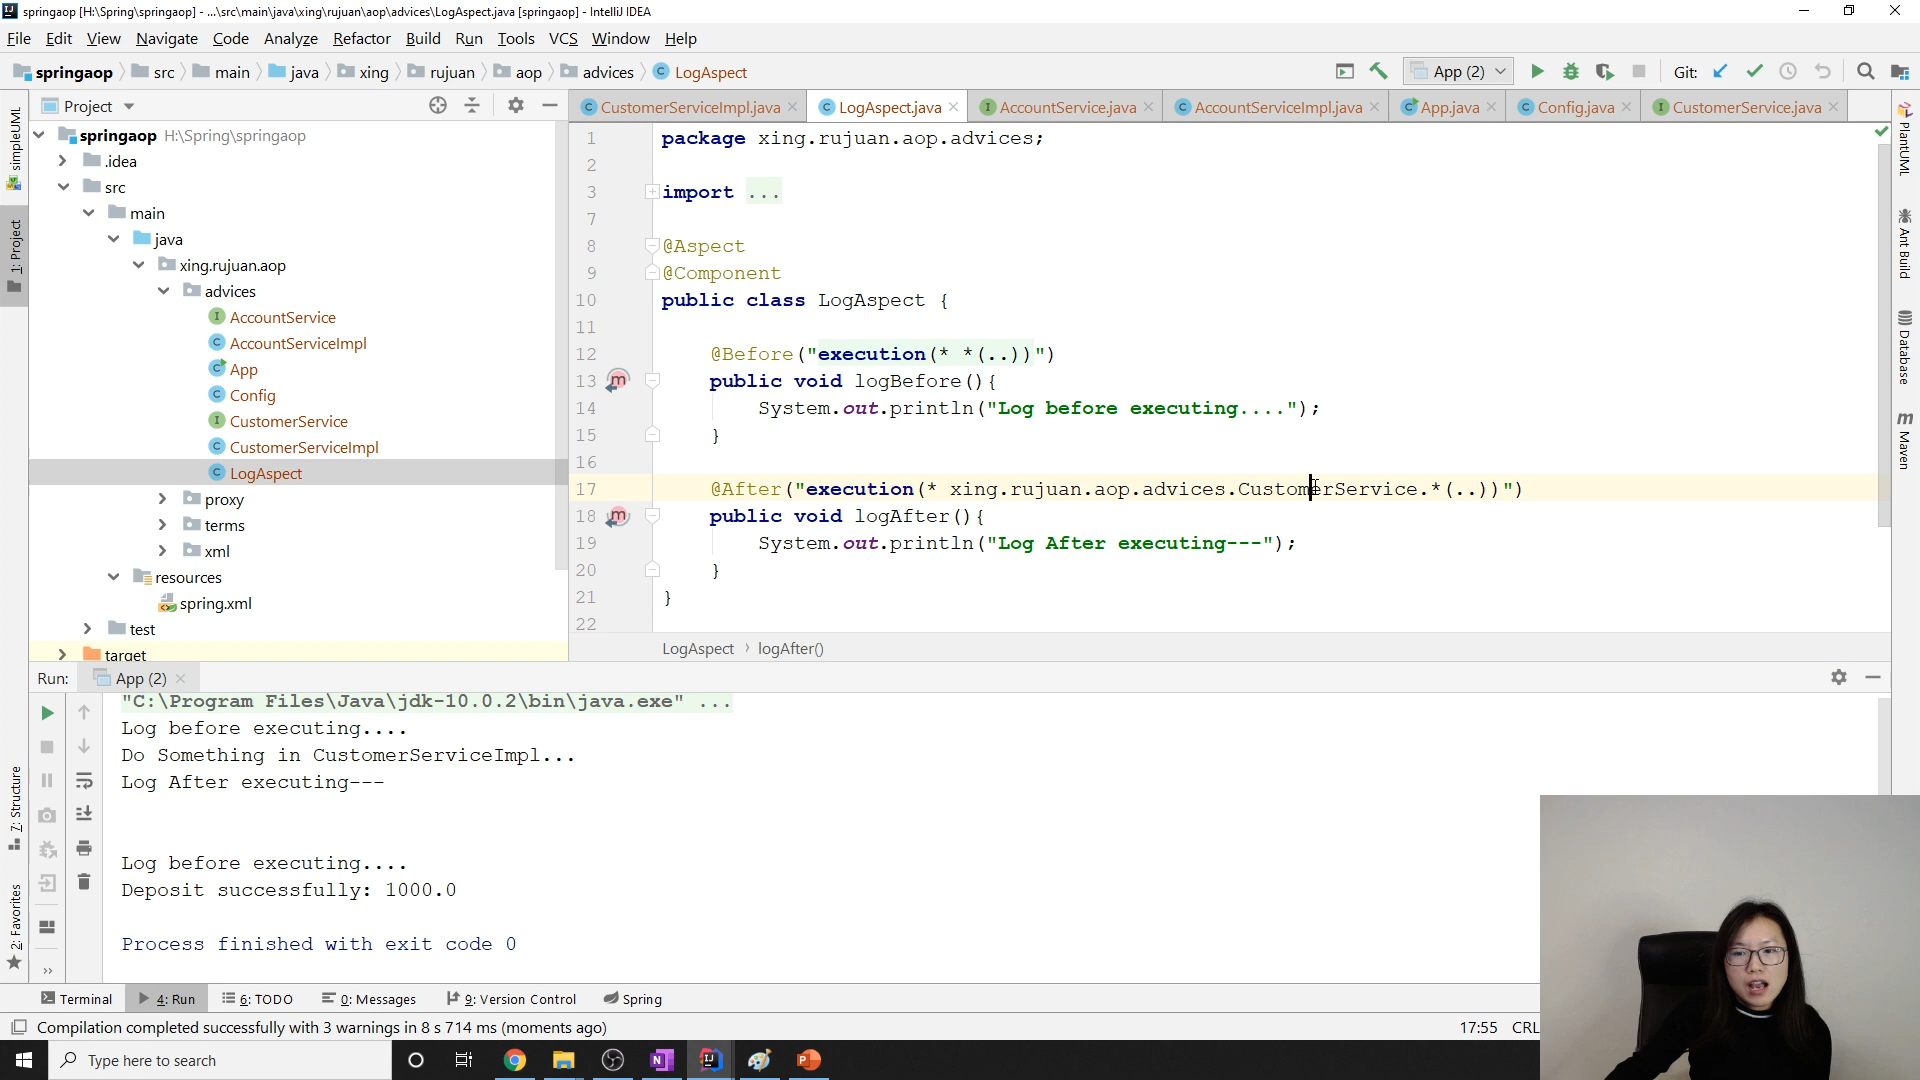 springaop [H:\Spring\springaop] - ...\src\main\java\xing\rujuan\aop\advices\LogAspect.java [springaop] - IntelliJ IDEA
File Edit View Navigate Code Analyze Refactor Build Run Tools VCS Window Help
springaop src main java xing rujuan aop advices LogAspect App (2) Git:
Project
CustomerServiceImpl.java LogAspect.java AccountService.java AccountServiceImpl.java App.java Config.java CustomerService.java
springaop H:\Spring\springaop
.idea
src
main
java
xing.rujuan.aop
advices
AccountService
AccountServiceImpl
App
Config
CustomerService
CustomerServiceImpl
LogAspect
proxy
terms
xml
resources
spring.xml
test
target
simpleUML
1: Project
7: Structure
2: Favorites
1 package xing.rujuan.aop.advices;
2
3 import ...
7
8 @Aspect
9 @Component
10 public class LogAspect {
11
12 @Before("execution(* *(..))")
13 public void logBefore(){
14 System.out.println("Log before executing....");
15 }
16
17 @After("execution(* xing.rujuan.aop.advices.CustomerService.*(..))")
18 public void logAfter(){
19 System.out.println("Log After executing---");
20 }
21 }
22
LogAspect › logAfter()
PlantUML
Ant Build
Database
Maven
Run: App (2)
"C:\Program Files\Java\jdk-10.0.2\bin\java.exe" ...
Log before executing....
Do Something in CustomerServiceImpl...
Log After executing---
Log before executing....
Deposit successfully: 1000.0
Process finished with exit code 0
Terminal 4: Run 6: TODO 0: Messages 9: Version Control Spring
Compilation completed successfully with 3 warnings in 8 s 714 ms (moments ago) 17:55 CRL
Type here to search